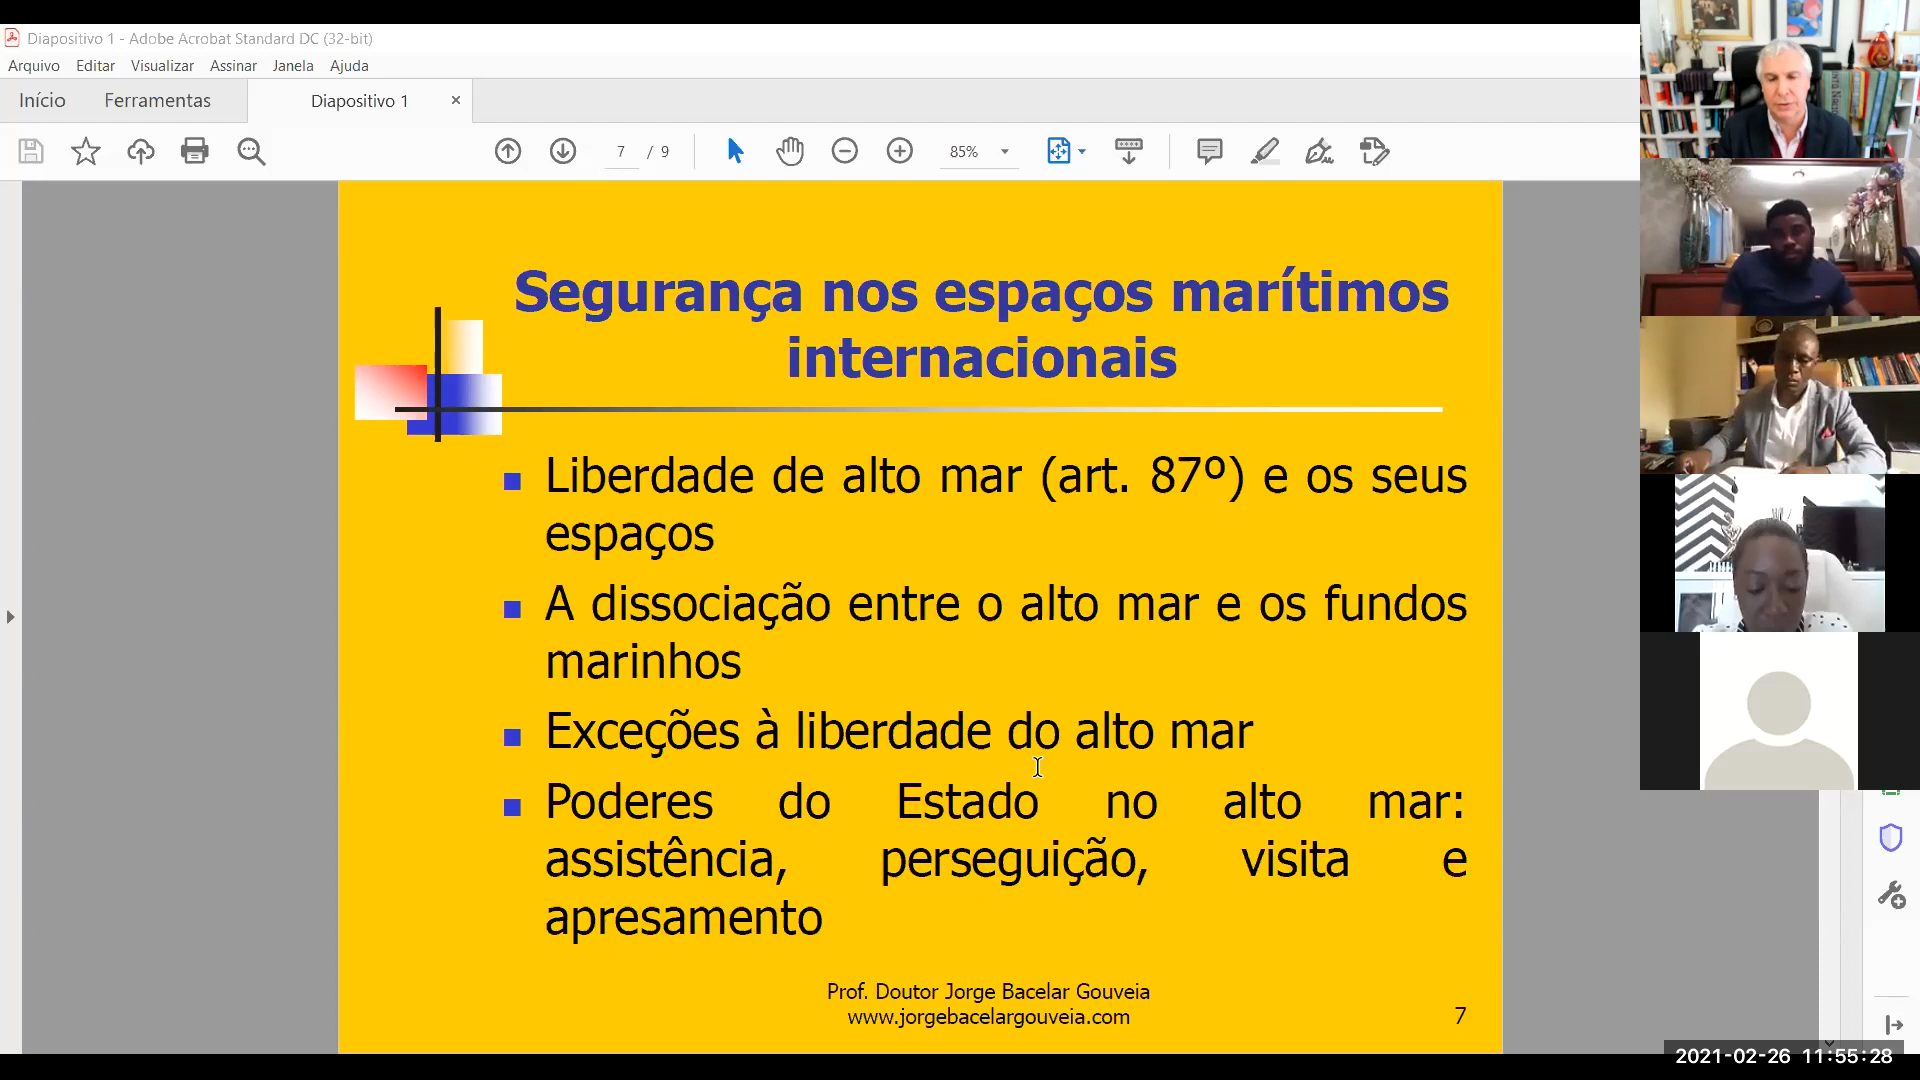 Diapositivo 1 - Adobe Acrobat Standard DC (32-bit)
Arquivo Editar Visualizar Assinar Janela Ajuda
Início Ferramentas Diapositivo 1 ×
7 / 9 85%
Segurança nos espaços marítimos
internacionais
Liberdade de alto mar (art. 87º) e os seus
espaços
A dissociação entre o alto mar e os fundos
marinhos
Exceções à liberdade do alto mar
Poderes do Estado no alto mar:
assistência, perseguição, visita e
apresamento
Prof. Doutor Jorge Bacelar Gouveia
www.jorgebacelargouveia.com
7
2021-02-26 11:55:28